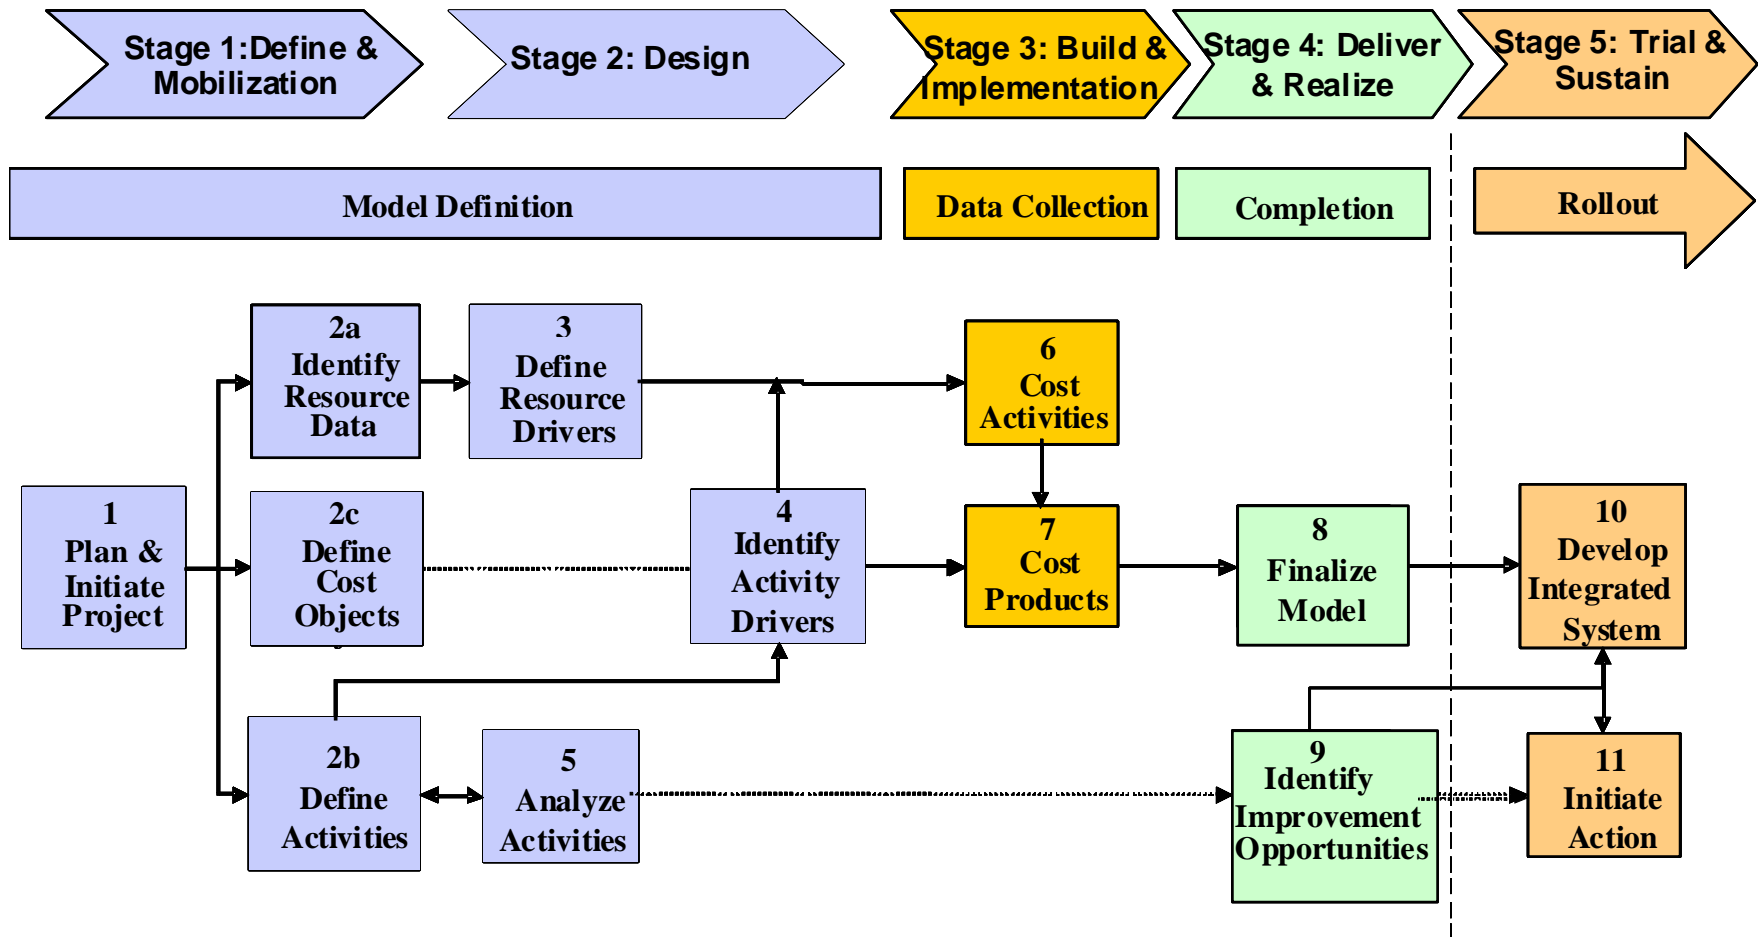 Stage 1:Define &
Mobilization
Stage 2: Design
Stage 3: Build &
Implementation
Stage 4: Deliver
& Realize
Stage 5: Trial &
Sustain
Model Definition
Data Collection
Completion
Rollout
2a
Identify
Resource
Data
3
Define
Resource
Drivers
6
Cost
Activities
1
Plan &
Initiate
Project
2c
Define
Cost
Objects
4
Identify
Activity
Drivers
7
Cost
Products
8
Finalize
Model
10
Develop
Integrated
System
2b
Define
Activities
5
Analyze
Activities
9
Identify
Improvement
Opportunities
11
Initiate
Action